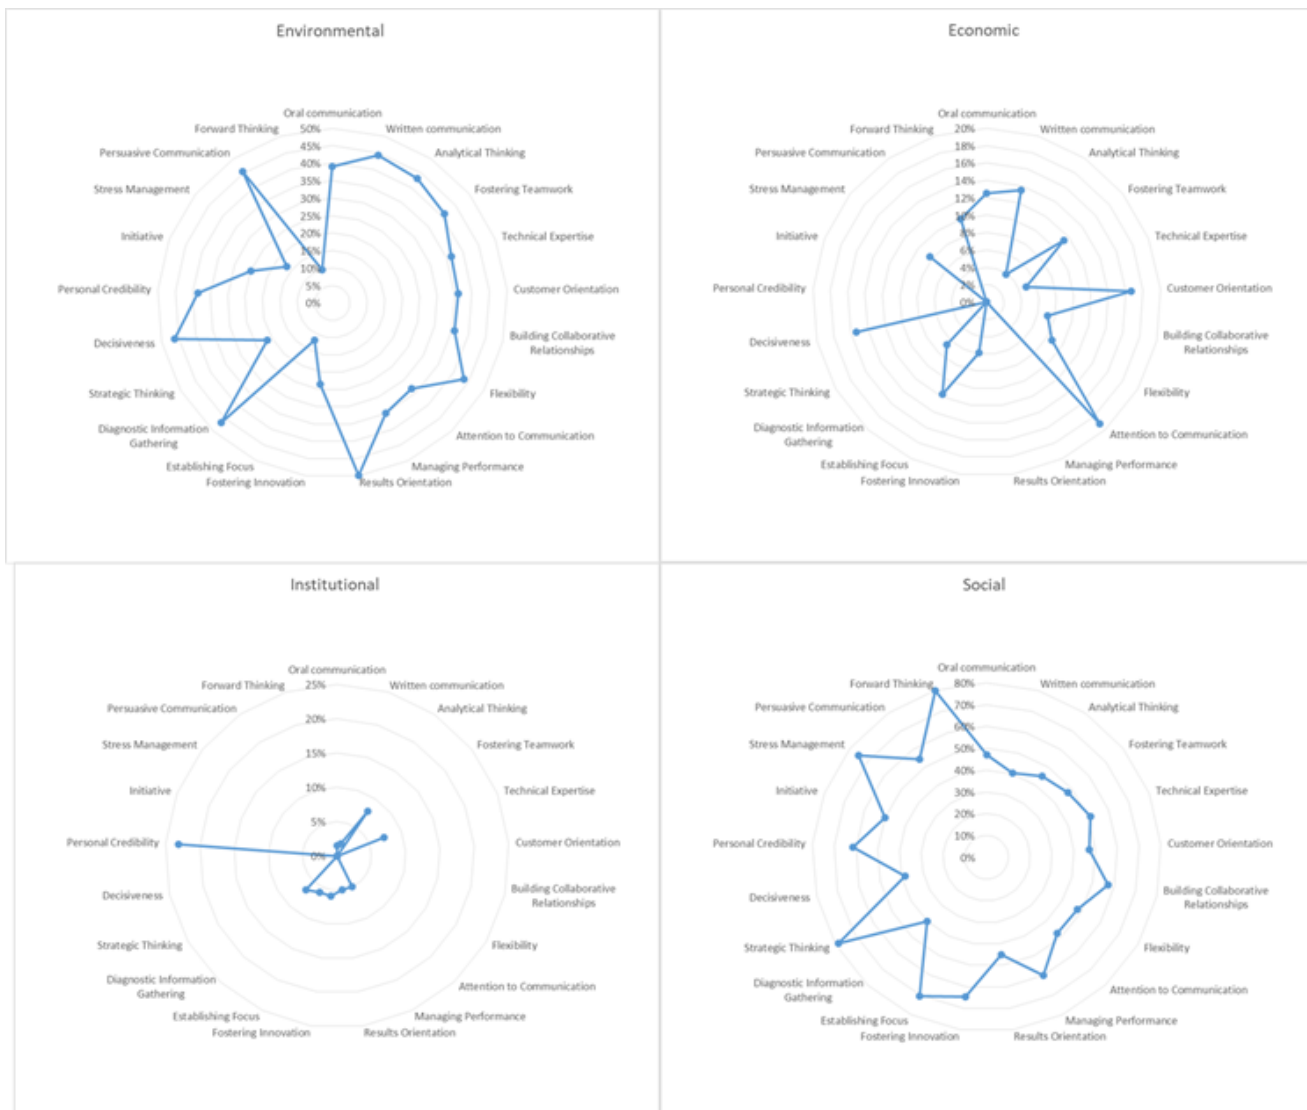 Environmental
Oral communication
Written communication
Analytical Thinking
Fostering Teamwork
Technical Expertise
Customer Orientation
Building Collaborative
Relationships
Flexibility
Attention to Communication
Managing Performance
Results Orientation
Fostering Innovation
Establishing Focus
Diagnostic Information
Gathering
Strategic Thinking
Decisiveness
Personal Credibility
Initiative
Stress Management
Persuasive Communication
Forward Thinking
50%
45%
40%
35%
30%
25%
20%
15%
10%
5%
0%
Economic
Oral communication
Written communication
Analytical Thinking
Fostering Teamwork
Technical Expertise
Customer Orientation
Building Collaborative
Relationships
Flexibility
Attention to Communication
Managing Performance
Results Orientation
Fostering Innovation
Establishing Focus
Diagnostic Information
Gathering
Strategic Thinking
Decisiveness
Personal Credibility
Initiative
Stress Management
Persuasive Communication
Forward Thinking
20%
18%
16%
14%
12%
10%
8%
6%
4%
2%
0%
Institutional
Oral communication
Written communication
Analytical Thinking
Fostering Teamwork
Technical Expertise
Customer Orientation
Building Collaborative
Relationships
Flexibility
Attention to Communication
Managing Performance
Results Orientation
Fostering Innovation
Establishing Focus
Diagnostic Information
Gathering
Strategic Thinking
Decisiveness
Personal Credibility
Initiative
Stress Management
Persuasive Communication
Forward Thinking
25%
20%
15%
10%
5%
0%
Social
Oral communication
Written communication
Analytical Thinking
Fostering Teamwork
Technical Expertise
Customer Orientation
Building Collaborative
Relationships
Flexibility
Attention to Communication
Managing Performance
Results Orientation
Fostering Innovation
Establishing Focus
Diagnostic Information
Gathering
Strategic Thinking
Decisiveness
Personal Credibility
Initiative
Stress Management
Persuasive Communication
Forward Thinking
80%
70%
60%
50%
40%
30%
20%
10%
0%